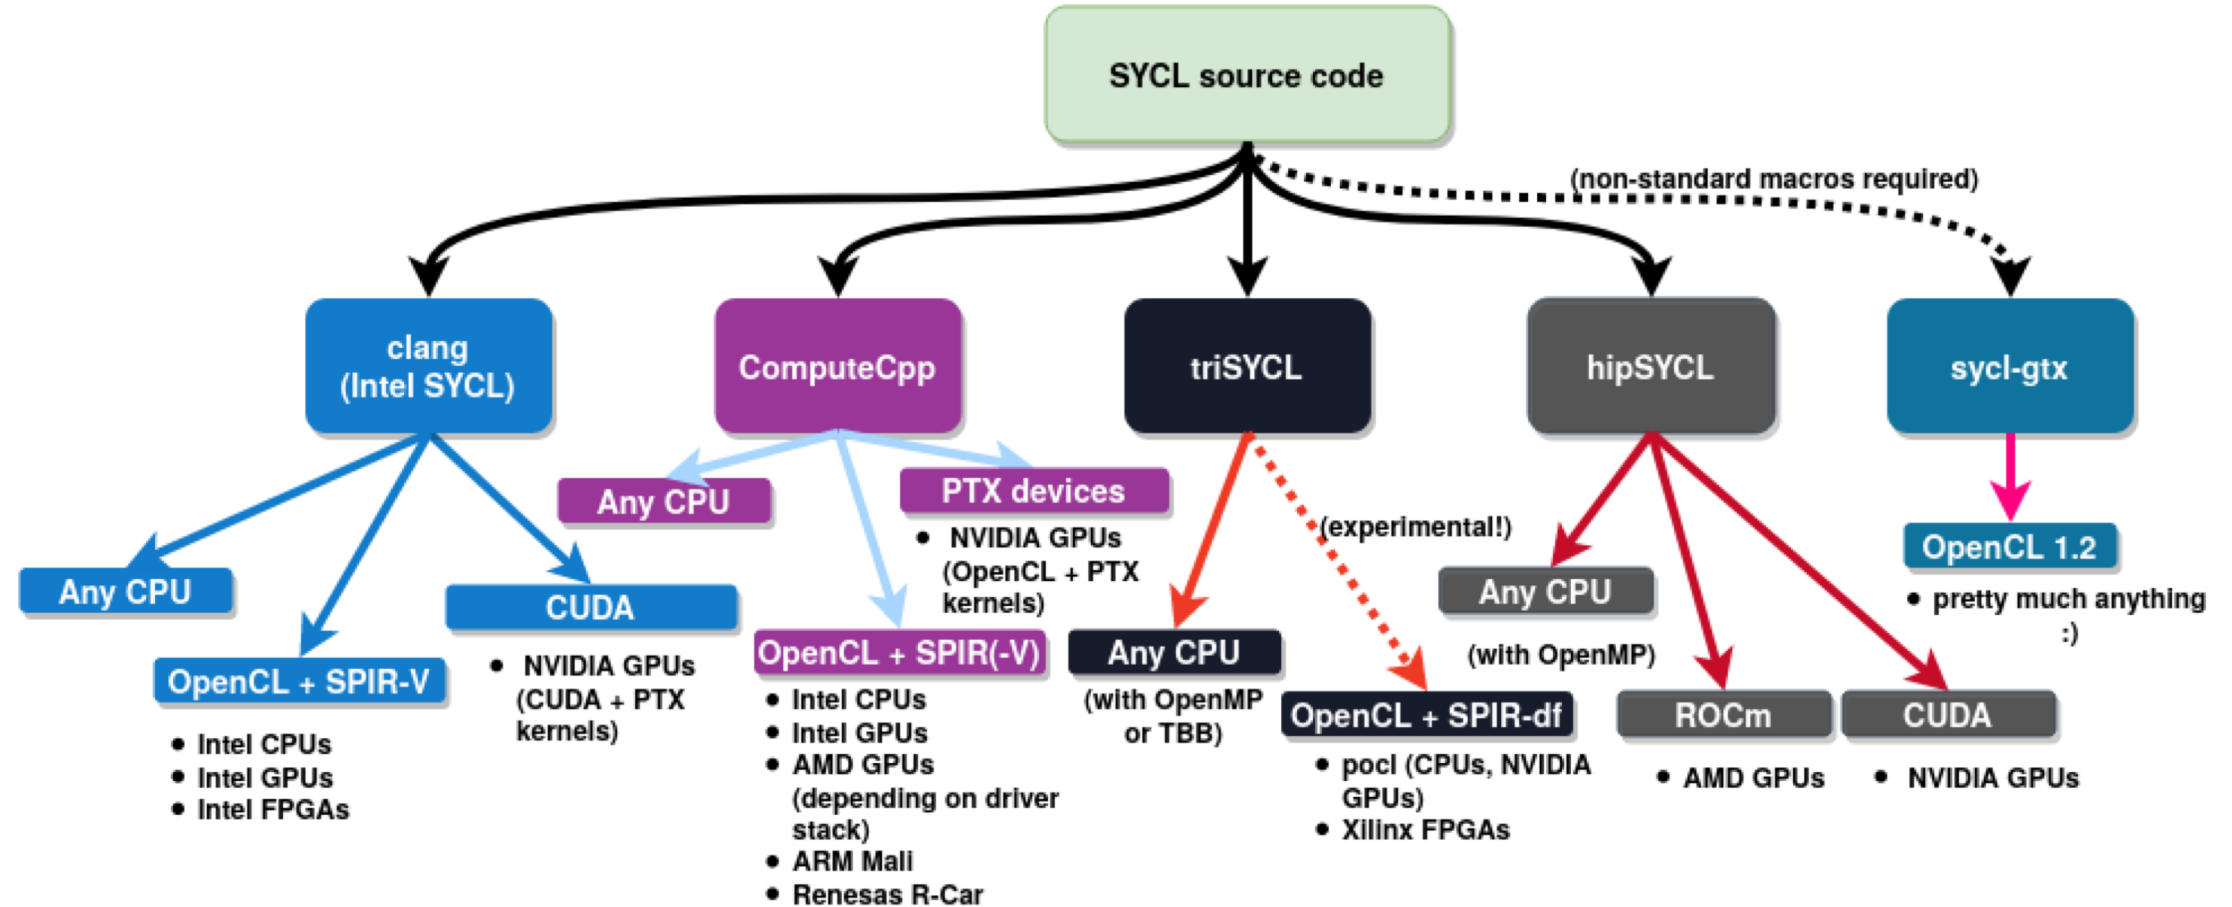 SYCL source code
(non-standard macros required)
clang
(Intel SYCL)
ComputeCpp
triSYCL
hipSYCL
sycl-gtx
Any CPU
OpenCL + SPIR-V
• Intel CPUs
• Intel GPUs
• Intel FPGAs
CUDA
• NVIDIA GPUs
(CUDA + PTX
kernels)
Any CPU
OpenCL + SPIR(-V)
• Intel CPUs
• Intel GPUs
• AMD GPUs
(depending on driver
stack)
• ARM Mali
• Renesas R-Car
PTX devices
• NVIDIA GPUs
(OpenCL + PTX
kernels)
Any CPU
(with OpenMP
or TBB)
(experimental!)
OpenCL + SPIR-df
• pocl (CPUs, NVIDIA
GPUs)
• Xilinx FPGAs
Any CPU
(with OpenMP)
ROCm
• AMD GPUs
CUDA
• NVIDIA GPUs
OpenCL 1.2
• pretty much anything
:)